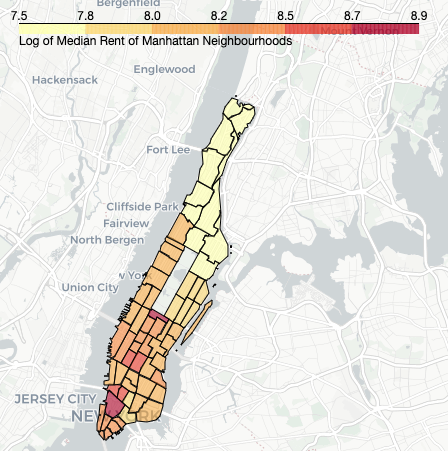 Bergenfield
7.5 7.8 8.0 8.2 8.5 8.7 8.9
Mount Vernon
Log of Median Rent of Manhattan Neighbourhoods
Englewood
Hackensack
Fort Lee
Cliffside Park
Fairview
North Bergen
w York
Union City
JERSEY CITY
NEW YORK